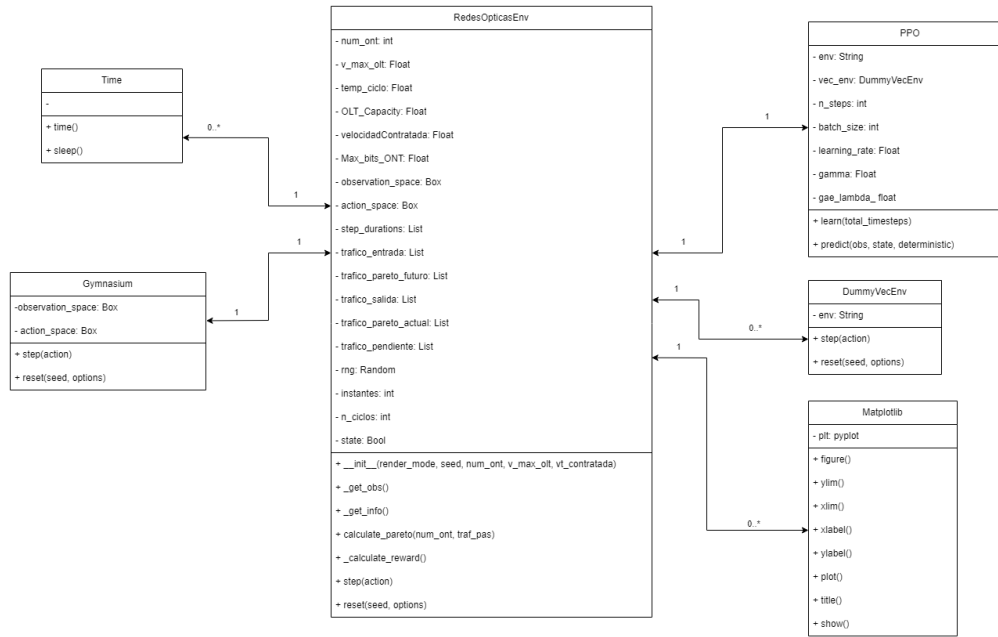 Time
-
+ time()
+ sleep()
0..*
1
Gymnasium
-observation_space: Box
- action_space: Box
+ step(action)
+ reset(seed, options)
1
1
RedesOpticasEnv
- num_ont: int
- v_max_olt: Float
- temp_ciclo: Float
- OLT_Capacity: Float
- velocidadContratada: Float
- Max_bits_ONT: Float
- observation_space: Box
- action_space: Box
- step_durations: List
- trafico_entrada: List
- trafico_pareto_futuro: List
- trafico_salida: List
- trafico_pareto_actual: List
- trafico_pendiente: List
- rng: Random
- instantes: int
- n_ciclos: int
- state: Bool
+ __init__(render_mode, seed, num_ont, v_max_olt, vt_contratada)
+ _get_obs()
+ _get_info()
+ calculate_pareto(num_ont, traf_pas)
+ _calculate_reward()
+ step(action)
+ reset(seed, options)
1
1
PPO
- env: String
- vec_env: DummyVecEnv
- n_steps: int
- batch_size: int
- learning_rate: Float
- gamma: Float
- gae_lambda_ float
+ learn(total_timesteps)
+ predict(obs, state, deterministic)
1
0..*
DummyVecEnv
- env: String
+ step(action)
+ reset(seed, options)
1
0..*
Matplotlib
- plt: pyplot
+ figure()
+ ylim()
+ xlim()
+ xlabel()
+ ylabel()
+ plot()
+ title()
+ show()